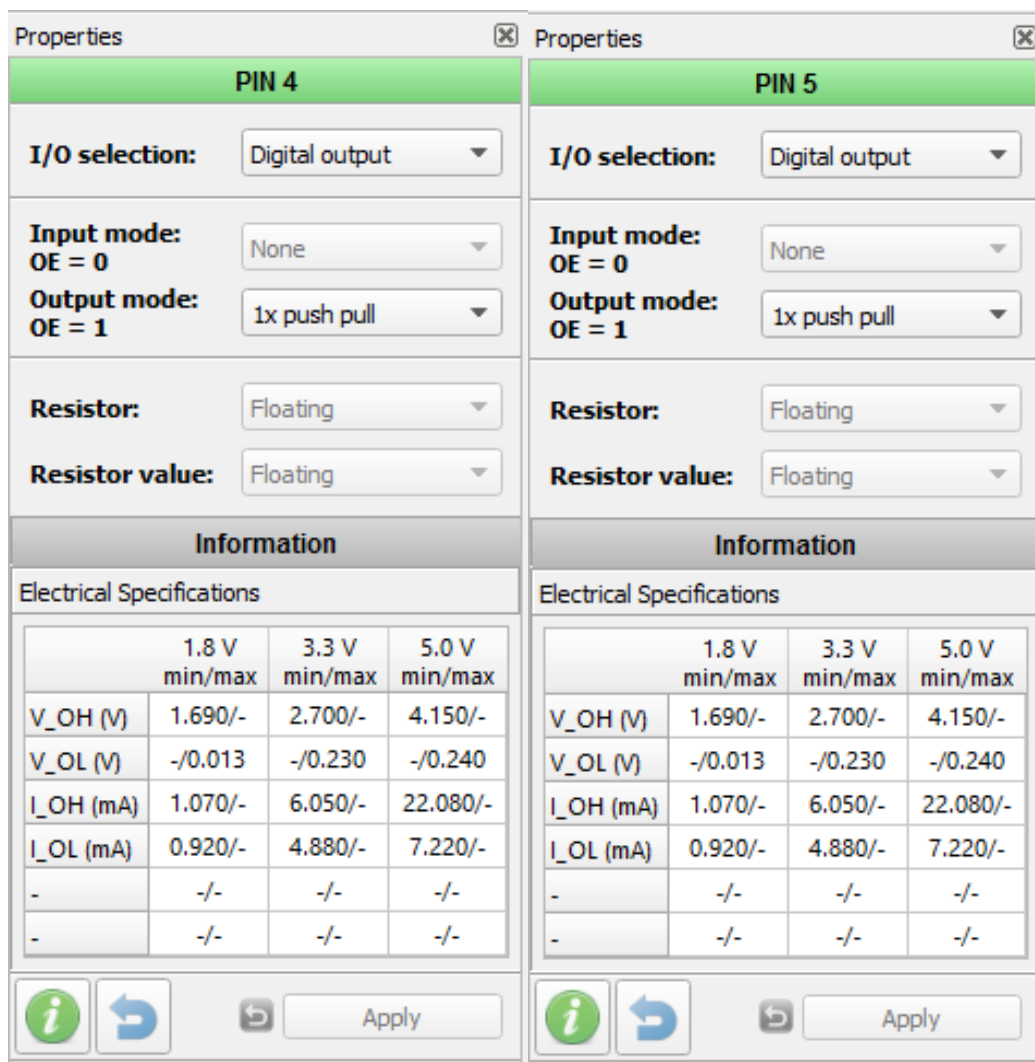 Properties
PIN 4
I/O selection: Digital output
Input mode:
OE = 0 None
Output mode:
OE = 1 1x push pull
Resistor: Floating
Resistor value: Floating
Information
Electrical Specifications
1.8 V 3.3 V 5.0 V
min/max min/max min/max
V_OH (V) 1.690/- 2.700/- 4.150/-
V_OL (V) -/0.013 -/0.230 -/0.240
I_OH (mA) 1.070/- 6.050/- 22.080/-
I_OL (mA) 0.920/- 4.880/- 7.220/-
- -/- -/- -/-
- -/- -/- -/-
i Apply
Properties
PIN 5
I/O selection: Digital output
Input mode:
OE = 0 None
Output mode:
OE = 1 1x push pull
Resistor: Floating
Resistor value: Floating
Information
Electrical Specifications
1.8 V 3.3 V 5.0 V
min/max min/max min/max
V_OH (V) 1.690/- 2.700/- 4.150/-
V_OL (V) -/0.013 -/0.230 -/0.240
I_OH (mA) 1.070/- 6.050/- 22.080/-
I_OL (mA) 0.920/- 4.880/- 7.220/-
- -/- -/- -/-
- -/- -/- -/-
i Apply